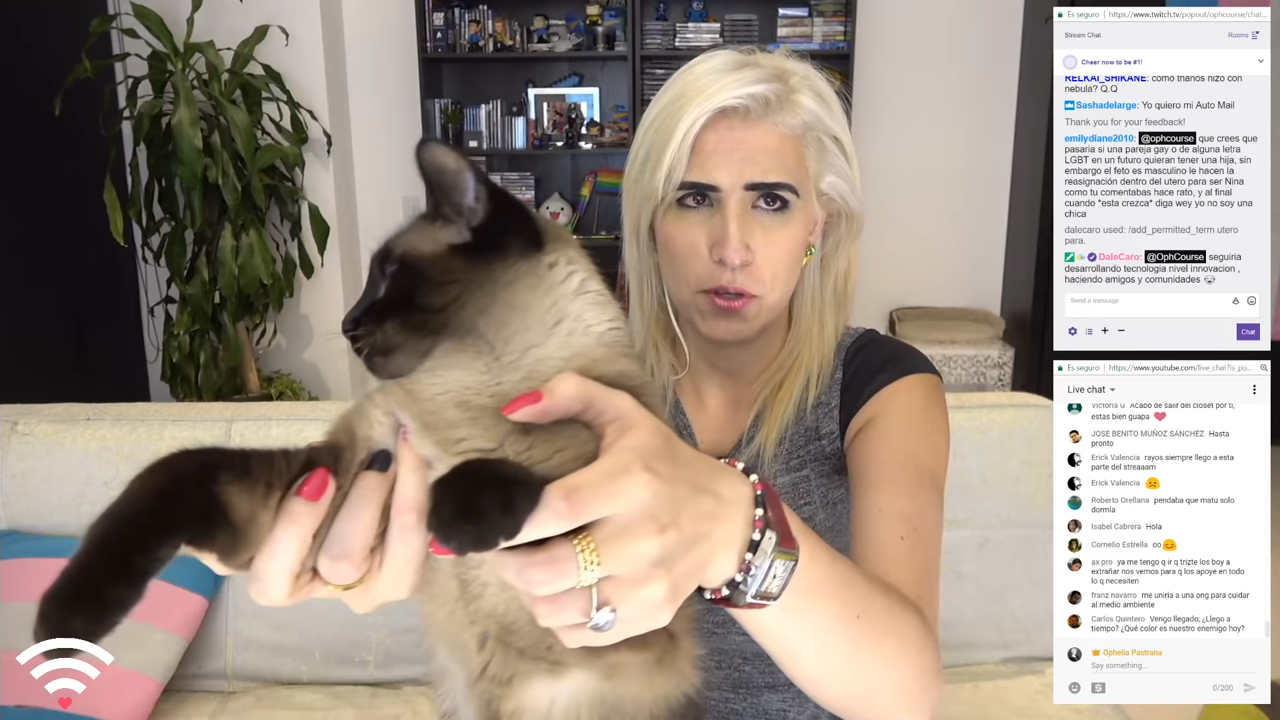 Es seguro | https://www.twitch.tv/popout/ophcourse/chat...
Stream Chat
Rooms
Cheer now to be #1!
RELKAI_SHIKANE: como thanos hizo con
nebula? Q.Q
Sashadelarge: Yo quiero mi Auto Mail
Thank you for your feedback!
emilydiane2010: @ophcourse que crees que
pasaria si una pareja gay o de alguna letra
LGBT en un futuro quieran tener una hija, sin
embargo el feto es masculino le hacen la
reasignación dentro del utero para ser Nina
como tu comentabas hace rato, y al final
cuando *esta crezca* diga wey yo no soy una
chica
dalecaro used: /add_permitted_term utero
para.
DaleCaro: @OphCourse seguiria
desarrollando tecnologia nivel innovacion ,
haciendo amigos y comunidades
Send a message
Chat
Es seguro | https://www.youtube.com/live_chat?is_po...
Live chat
Victoria G Acabo de salir del closet por ti,
estas bien guapa
JOSE BENITO MUÑOZ SANCHEZ Hasta
pronto
Erick Valencia rayos siempre llego a esta
parte del streaaam
Erick Valencia
Roberto Orellana pendaba que matu solo
dormía
Isabel Cabrera Hola
Cornelio Estrella oo
ax pro ya me tengo q ir q trizte los boy a
extrañar nos vemos para q los apoye en todo
lo q necesiten
franz navarro me uniria a una ong para cuidar
al medio ambiente
Carlos Quintero Vengo llegado; ¿Llego a
tiempo? ¿Qué color es nuestro enemigo hoy?
Ophelia Pastrana
Say something...
0/200